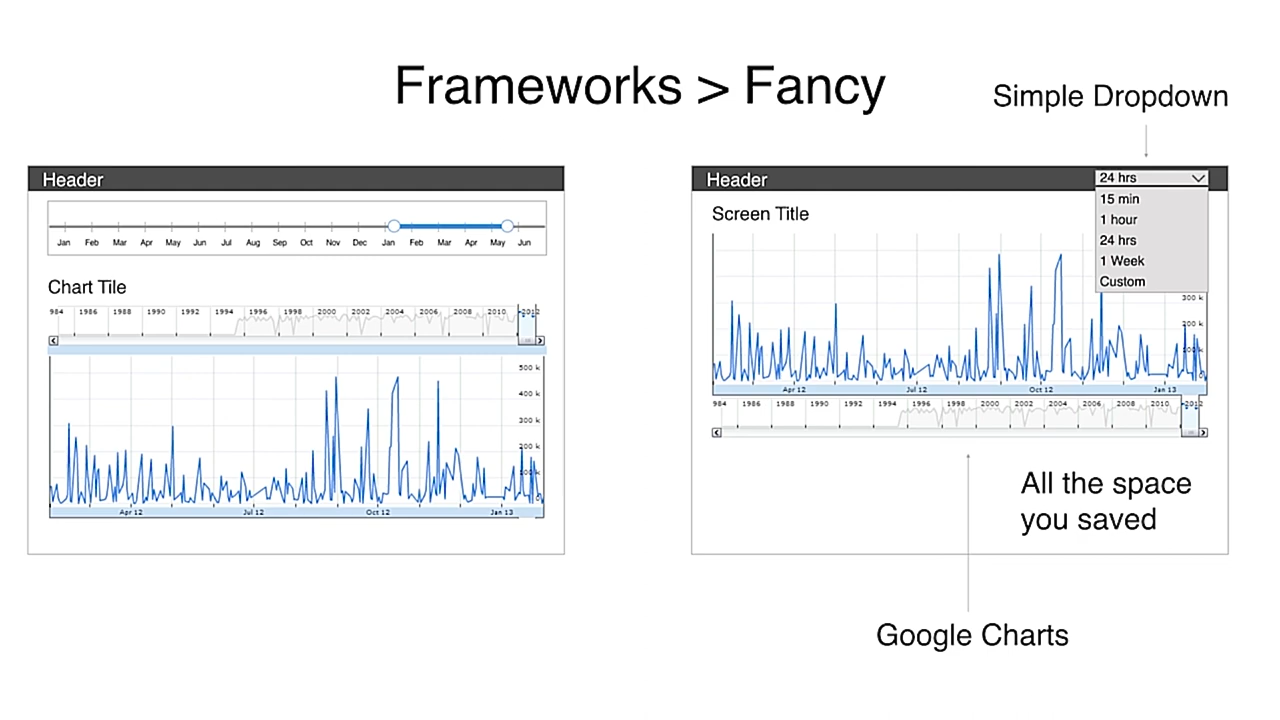 Frameworks > Fancy
Simple Dropdown
Header
Jan Feb Mar Apr May Jun Jul Aug Sep Oct Nov Dec Jan Feb Mar Apr May Jun
Chart Tile
984 1986 1988 1990 1992 1994 1996 1998 2000 2002 2004 2006 2008 2010 2012
500 k
400 k
300 k
200 k
100 k
0
Apr 12 Jul 12 Oct 12 Jan 13
Header
24 hrs
15 min
1 hour
24 hrs
1 Week
Custom
Screen Title
300 k
200 k
100 k
0
Apr 12 Jul 12 Oct 12 Jan 13
984 1986 1988 1990 1992 1994 1996 1998 2000 2002 2004 2006 2008 2010 2012
All the space
you saved
Google Charts